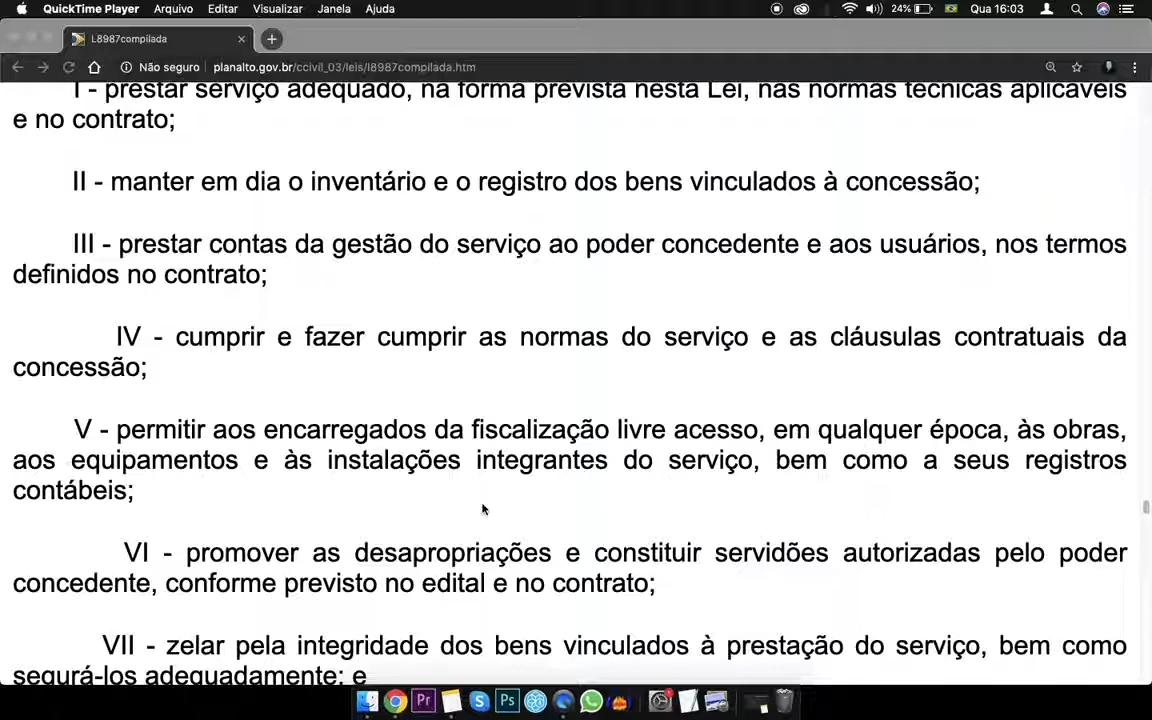 QuickTime Player Arquivo Editar Visualizar Janela Ajuda 24% Qua 16:03
L8987compilada
Não seguro planalto.gov.br/ccivil_03/leis/l8987compilada.htm
I - prestar serviço adequado, na forma prevista nesta Lei, nas normas técnicas aplicáveis
e no contrato;
II - manter em dia o inventário e o registro dos bens vinculados à concessão;
III - prestar contas da gestão do serviço ao poder concedente e aos usuários, nos termos
definidos no contrato;
IV - cumprir e fazer cumprir as normas do serviço e as cláusulas contratuais da
concessão;
V - permitir aos encarregados da fiscalização livre acesso, em qualquer época, às obras,
aos equipamentos e às instalações integrantes do serviço, bem como a seus registros
contábeis;
VI - promover as desapropriações e constituir servidões autorizadas pelo poder
concedente, conforme previsto no edital e no contrato;
VII - zelar pela integridade dos bens vinculados à prestação do serviço, bem como
segurá-los adequadamente; e
Pr Ps